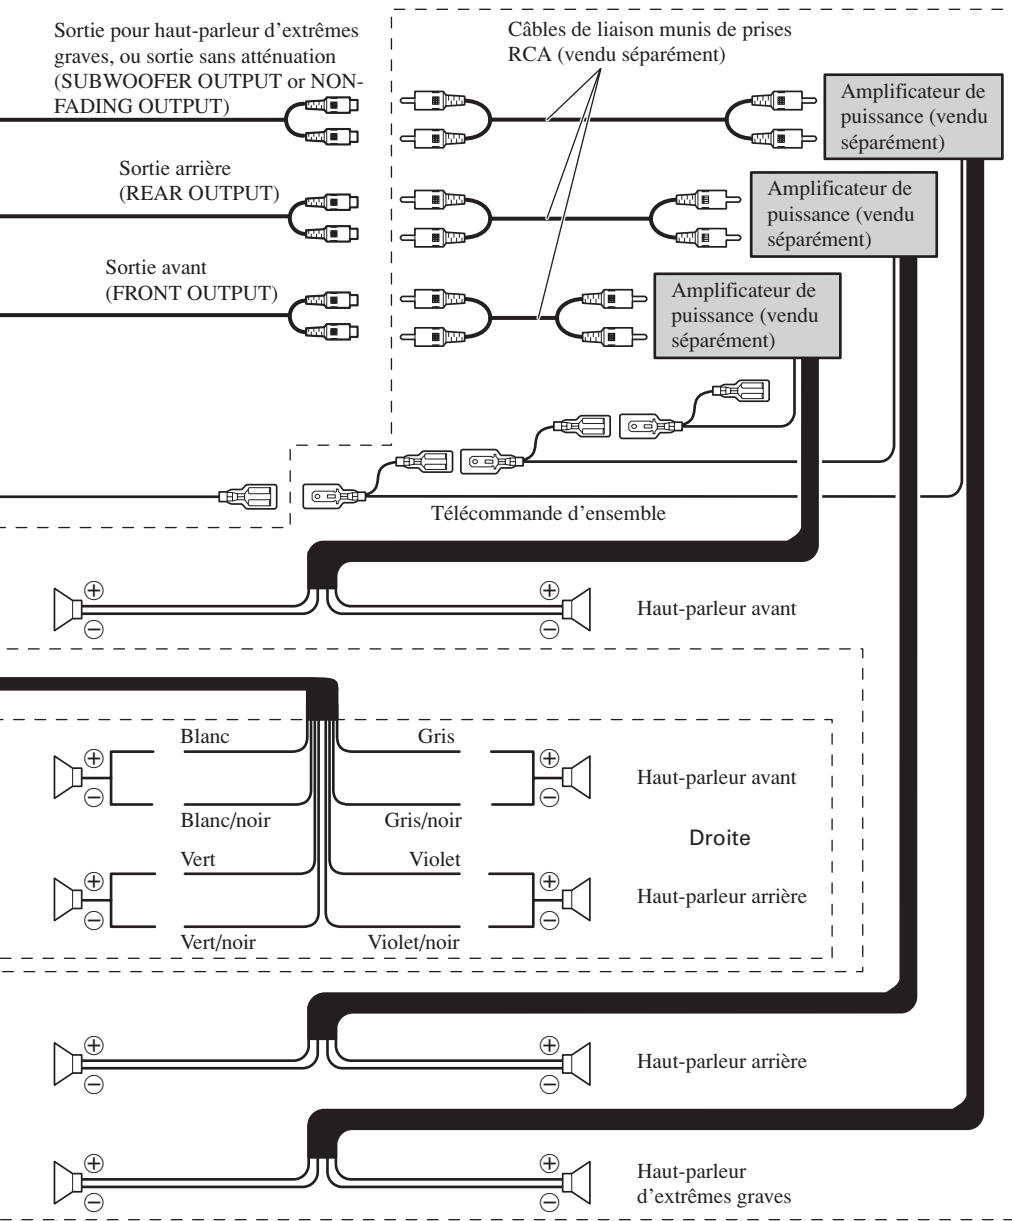 Sortie pour haut-parleur d'extrêmes
graves, ou sortie sans atténuation
(SUBWOOFER OUTPUT or NON-
FADING OUTPUT)
Câbles de liaison munis de prises
RCA (vendu séparément)
Amplificateur de
puissance (vendu
séparément)
Sortie arrière
(REAR OUTPUT)
Amplificateur de
puissance (vendu
séparément)
Sortie avant
(FRONT OUTPUT)
Amplificateur de
puissance (vendu
séparément)
Télécommande d'ensemble
Haut-parleur avant
Blanc
Gris
Haut-parleur avant
Blanc/noir
Gris/noir
Droite
Vert
Violet
Haut-parleur arrière
Vert/noir
Violet/noir
Haut-parleur arrière
Haut-parleur
d'extrêmes graves